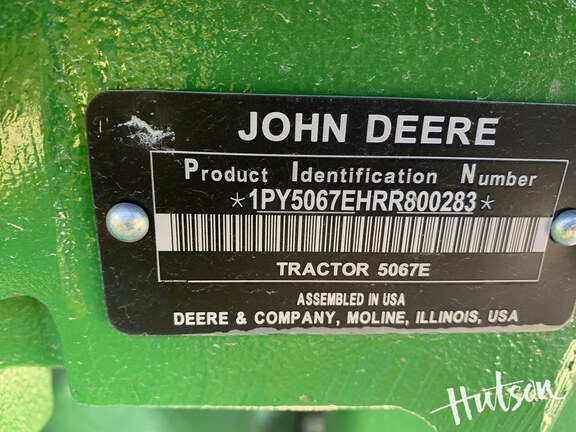 JOHN DEERE
Product Identification Number
*1PY5067EHRR800283*
TRACTOR 5067E
ASSEMBLED IN USA
DEERE & COMPANY, MOLINE, ILLINOIS, USA
Hutson